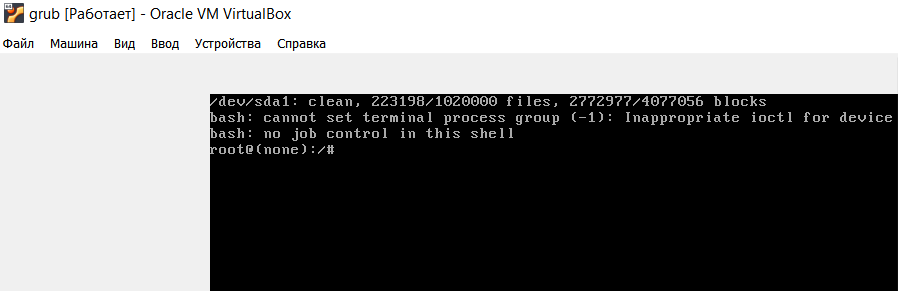 grub [Работает] - Oracle VM VirtualBox
Файл Машина Вид Ввод Устройства Справка
/dev/sda1: clean, 223198/1020000 files, 2772977/4077056 blocks
bash: cannot set terminal process group (-1): Inappropriate ioctl for device
bash: no job control in this shell
root@(none):/#